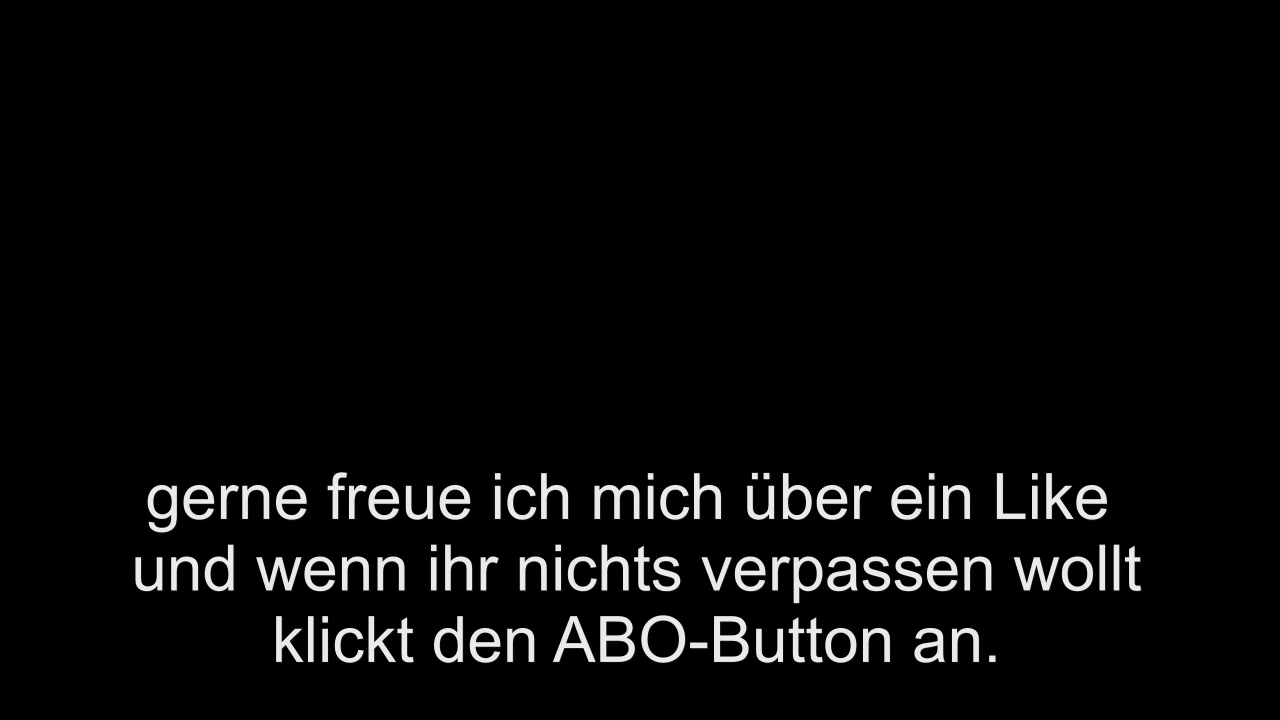 gerne freue ich mich über ein Like
und wenn ihr nichts verpassen wollt
klickt den ABO-Button an.